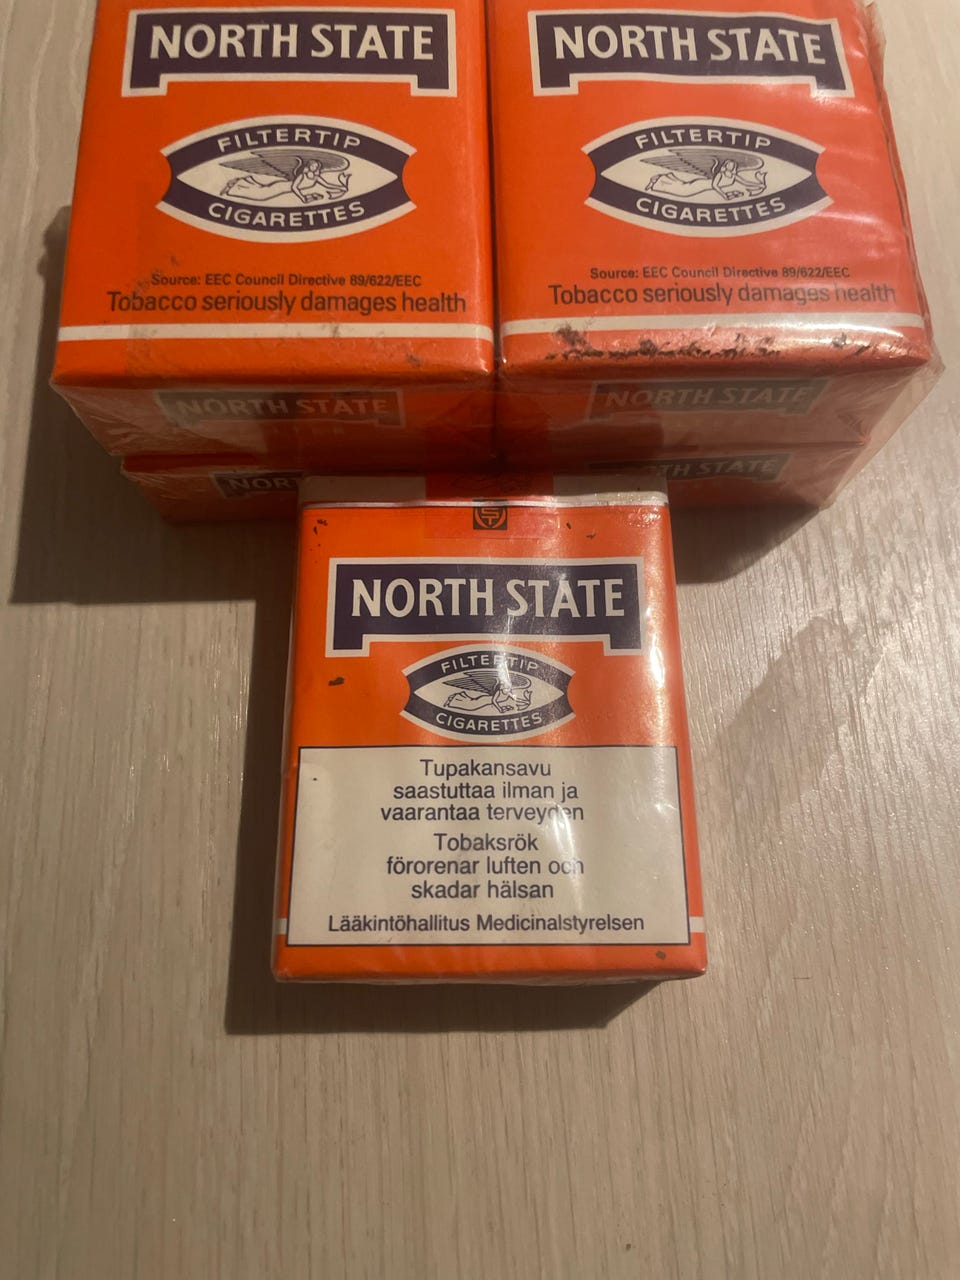 NORTH STATE
FILTERTIP
CIGARETTES
Source: EEC Council Directive 89/622/EEC
Tobacco seriously damages health
NORTH STATE
FILTERTIP
CIGARETTES
Source: EEC Council Directive 89/622/EEC
Tobacco seriously damages health
NORTH STATE
NORTH STATE
NORTH STATE
FILTERTIP
CIGARETTES
Tupakansavu
saastuttaa ilman ja
vaarantaa terveyden
Tobaksrök
förorenar luften och
skadar hälsan
Lääkintöhallitus Medicinalstyrelsen